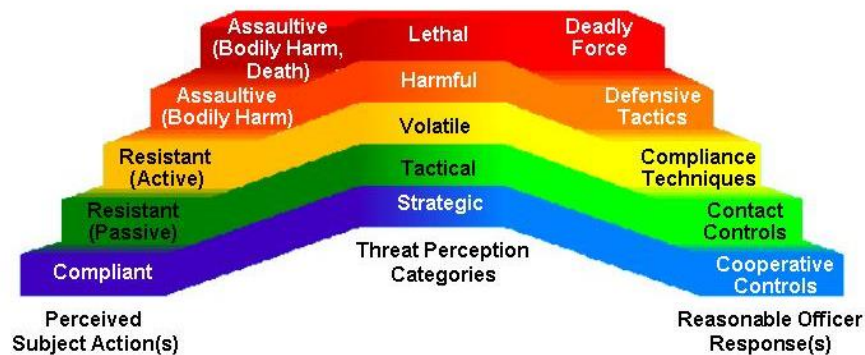 Assaultive
(Bodily Harm,
Death)
Lethal
Deadly
Force
Assaultive
(Bodily Harm)
Harmful
Defensive
Tactics
Resistant
(Active)
Volatile
Compliance
Techniques
Resistant
(Passive)
Tactical
Contact
Controls
Compliant
Strategic
Cooperative
Controls
Perceived
Subject Action(s)
Threat Perception
Categories
Reasonable Officer
Response(s)